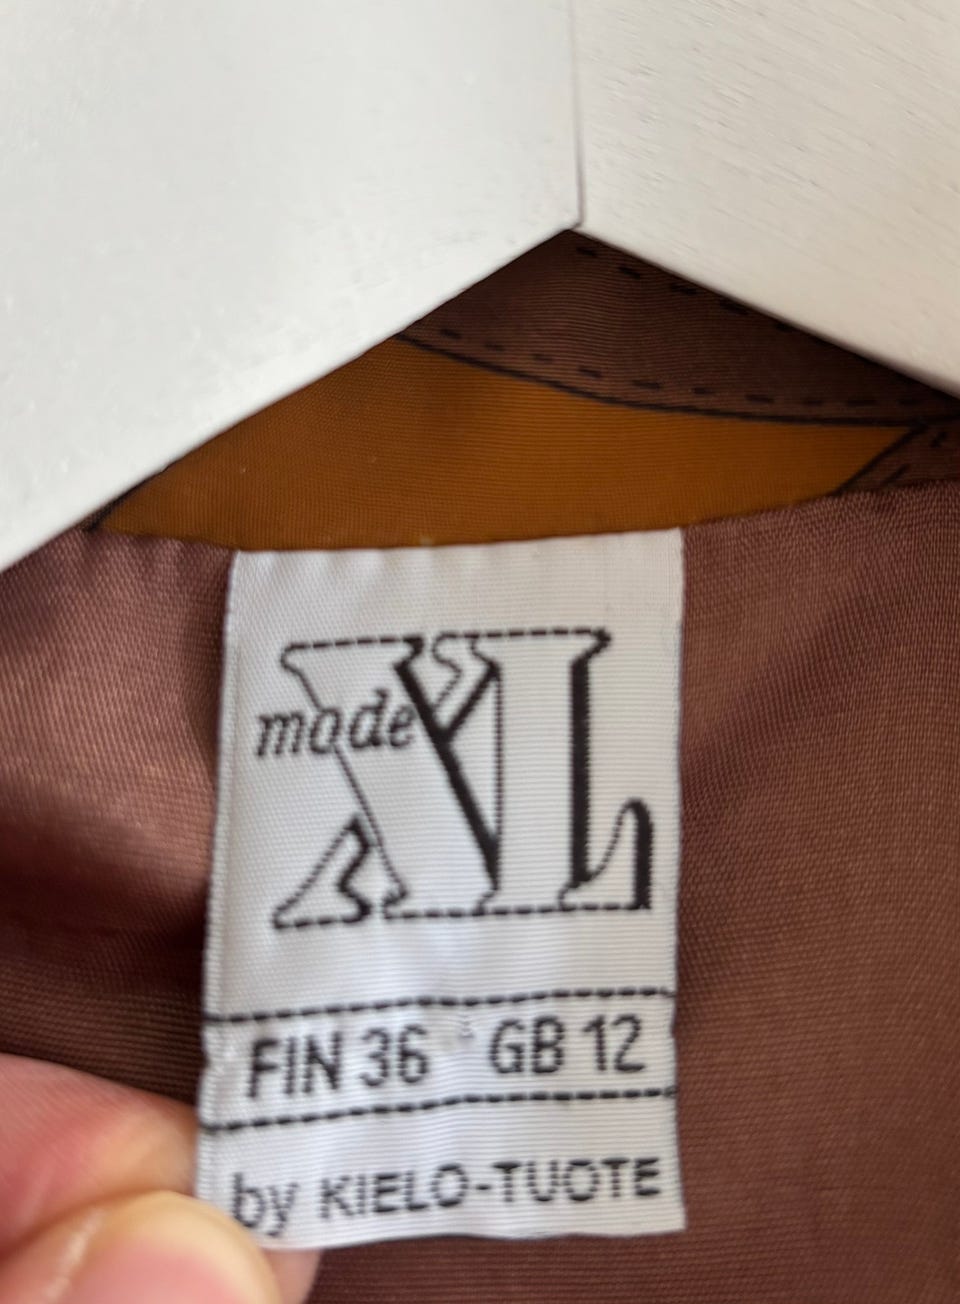 mode XL
FIN 36 GB 12
by KIELO-TUOTE